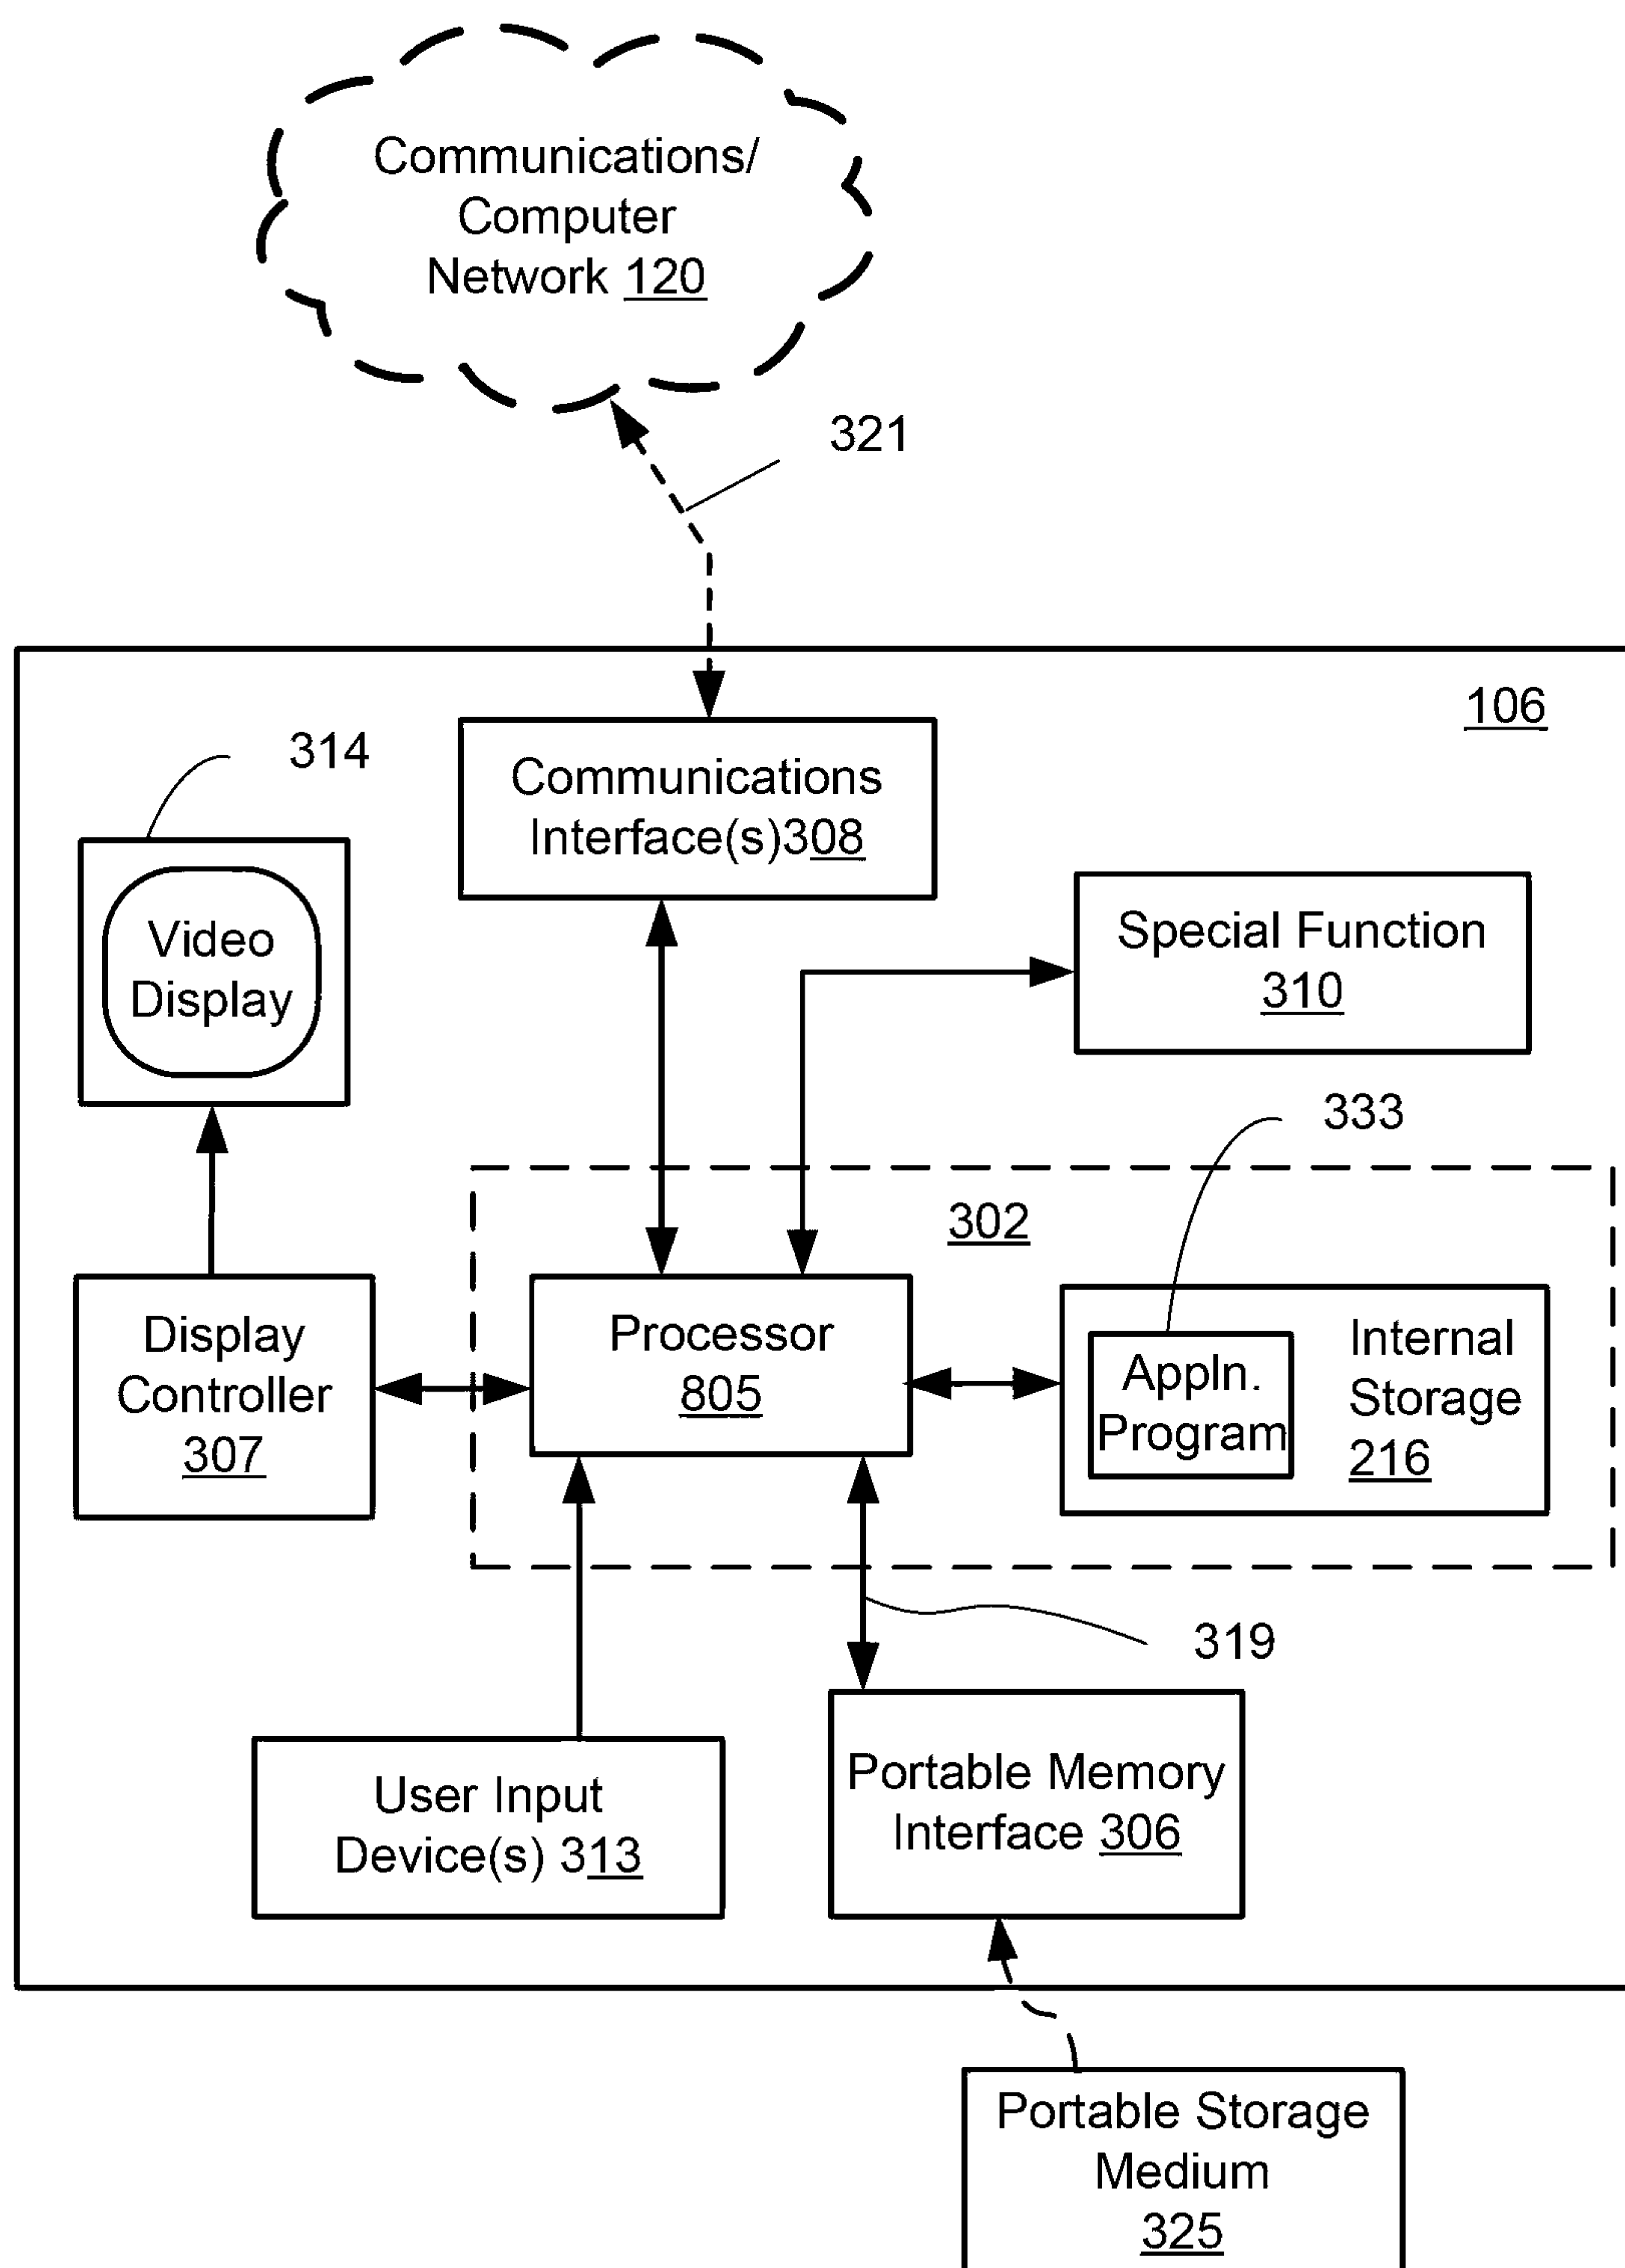 Communications/
Computer
Network 120
321
106
314
Communications
Interface(s)308
Video
Display
Special Function
310
333
302
Display
Controller
307
Processor
805
Appln.
Program
Internal
Storage
216
319
User Input
Device(s) 313
Portable Memory
Interface 306
Portable Storage
Medium
325